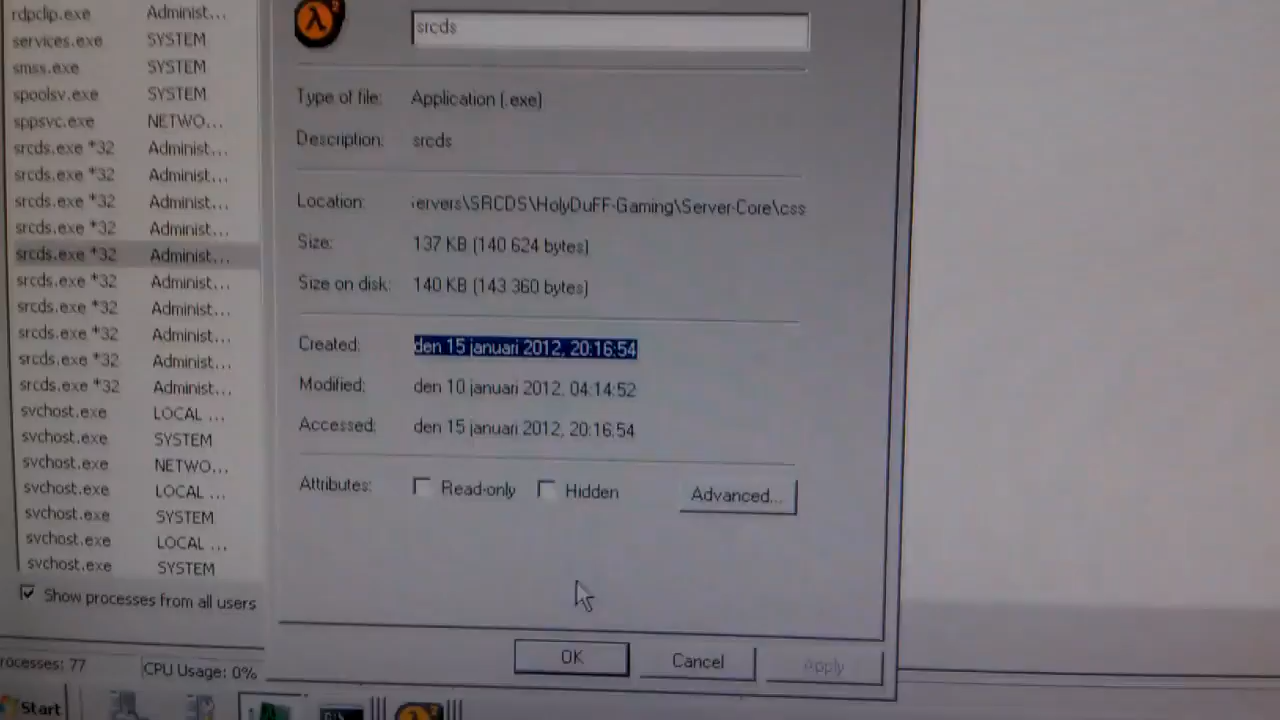 rdpclip.exe Administ...
services.exe SYSTEM
smss.exe SYSTEM
spoolsv.exe SYSTEM
sppsvc.exe NETWO...
srcds.exe *32 Administ...
srcds.exe *32 Administ...
srcds.exe *32 Administ...
srcds.exe *32 Administ...
srcds.exe *32 Administ...
srcds.exe *32 Administ...
srcds.exe *32 Administ...
srcds.exe *32 Administ...
srcds.exe *32 Administ...
srcds.exe *32 Administ...
svchost.exe LOCAL ...
svchost.exe SYSTEM
svchost.exe NETWO...
svchost.exe LOCAL ...
svchost.exe SYSTEM
svchost.exe LOCAL ...
svchost.exe SYSTEM
Show processes from all users
rocesses: 77 CPU Usage: 0%
Start
λ2
srcds
Type of file: Application (.exe)
Description: srcds
Location: ervers\SRCDS\HolyDuFF-Gaming\Server-Core\css
Size: 137 KB (140 624 bytes)
Size on disk: 140 KB (143 360 bytes)
Created: den 15 januari 2012, 20:16:54
Modified: den 10 januari 2012, 04:14:52
Accessed: den 15 januari 2012, 20:16:54
Attributes: Read-only Hidden Advanced...
OK Cancel Apply